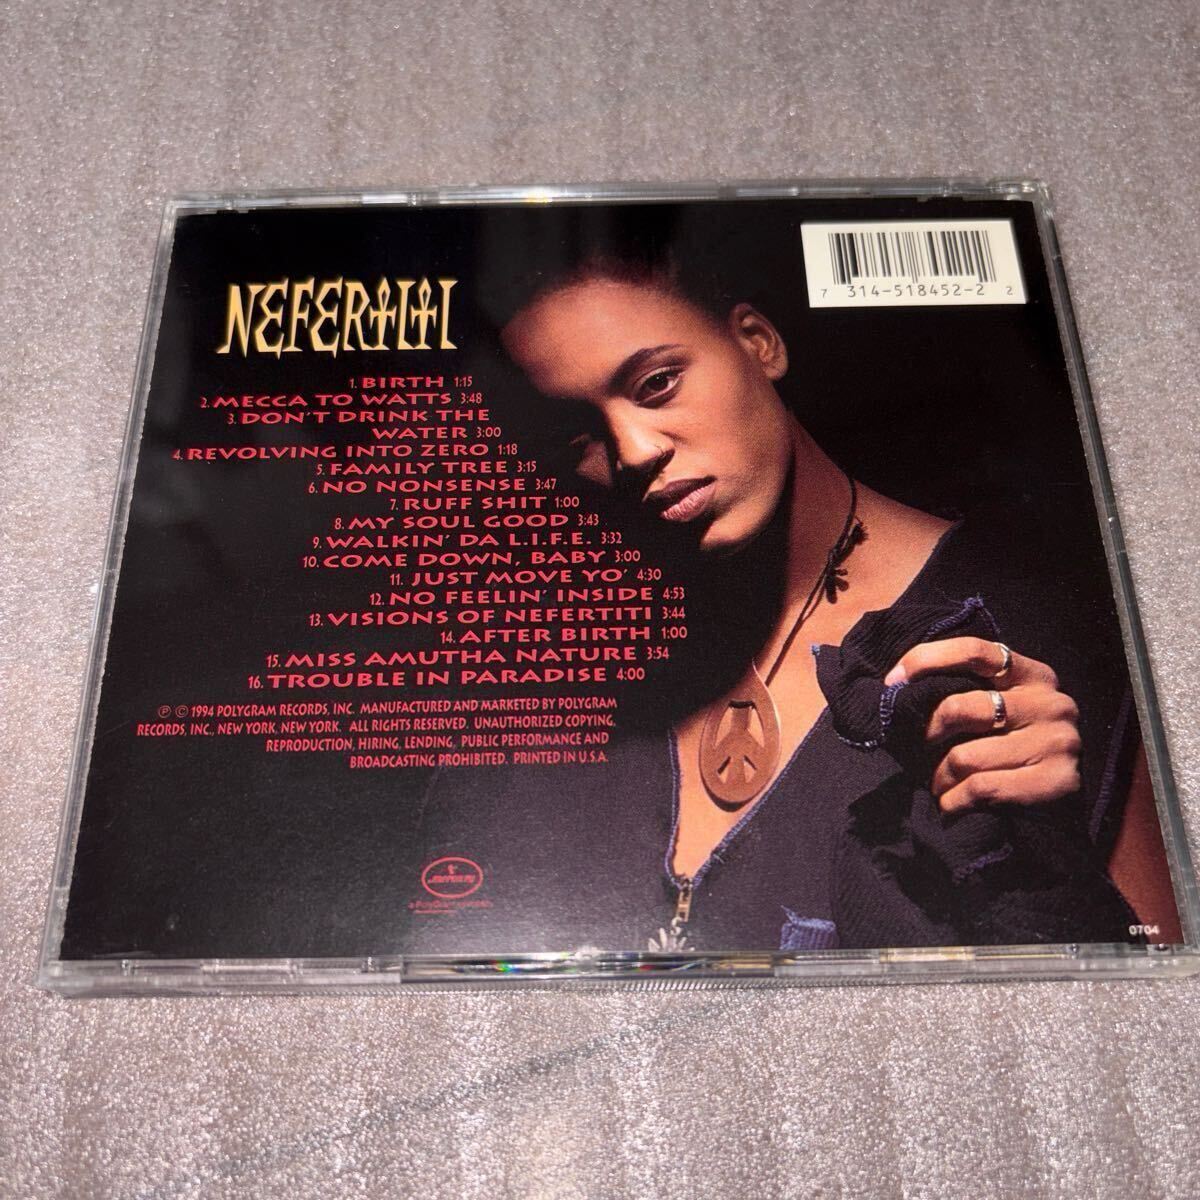 NEFERTITI
7 314-518452-2 2
1. BIRTH 1:15
2. MECCA TO WATTS 3:48
3. DON'T DRINK THE
WATER 3:00
4. REVOLVING INTO ZERO 1:18
5. FAMILY TREE 3:15
6. NO NONSENSE 3:47
7. RUFF SHIT 1:00
8. MY SOUL GOOD 3:43
9. WALKIN' DA L.I.F.E. 3:32
10. COME DOWN, BABY 3:00
11. JUST MOVE YO' 4:30
12. NO FEELIN' INSIDE 4:53
13. VISIONS OF NEFERTITI 3:44
14. AFTER BIRTH 1:00
15. MISS AMUTHA NATURE 3:54
16. TROUBLE IN PARADISE 4:00
℗ © 1994 POLYGRAM RECORDS, INC. MANUFACTURED AND MARKETED BY POLYGRAM
RECORDS, INC., NEW YORK, NEW YORK. ALL RIGHTS RESERVED. UNAUTHORIZED COPYING,
REPRODUCTION, HIRING, LENDING, PUBLIC PERFORMANCE AND
BROADCASTING PROHIBITED. PRINTED IN U.S.A.
mercury
a PolyGram company
0704